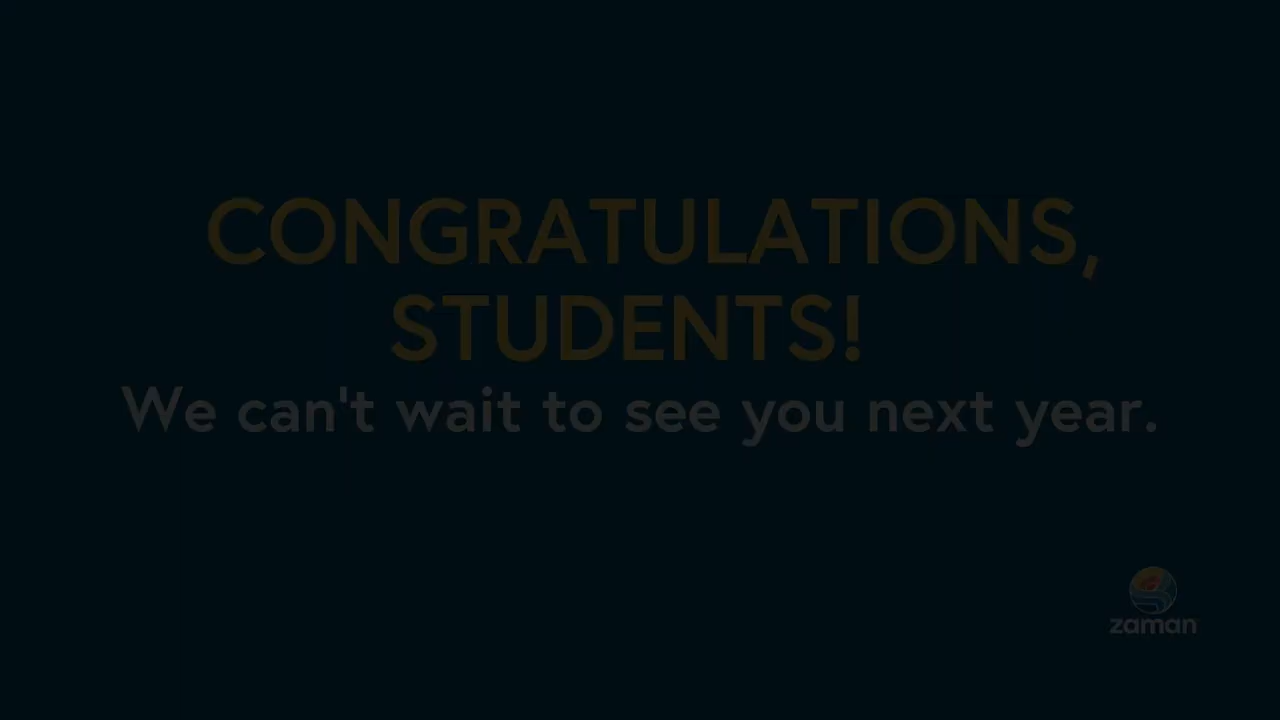 CONGRATULATIONS,
STUDENTS!
We can't wait to see you next year.
zaman